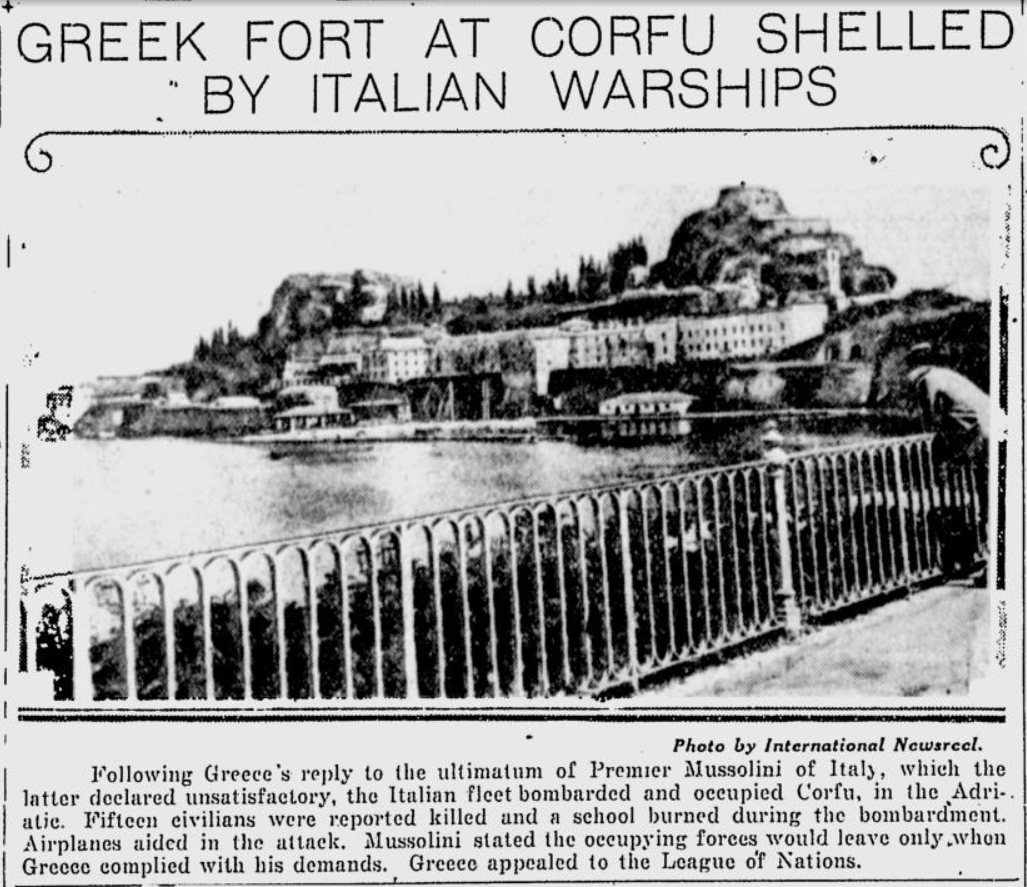 GREEK FORT AT CORFU SHELLED
BY ITALIAN WARSHIPS
Photo by International Newsreel.
Following Greece's reply to the ultimatum of Premier Mussolini of Italy, which the
latter declared unsatisfactory, the Italian fleet bombarded and occupied Corfu, in the Adri-
atic. Fifteen civilians were reported killed and a school burned during the bombardment.
Airplanes aided in the attack. Mussolini stated the occupying forces would leave only when
Greece complied with his demands. Greece appealed to the League of Nations.